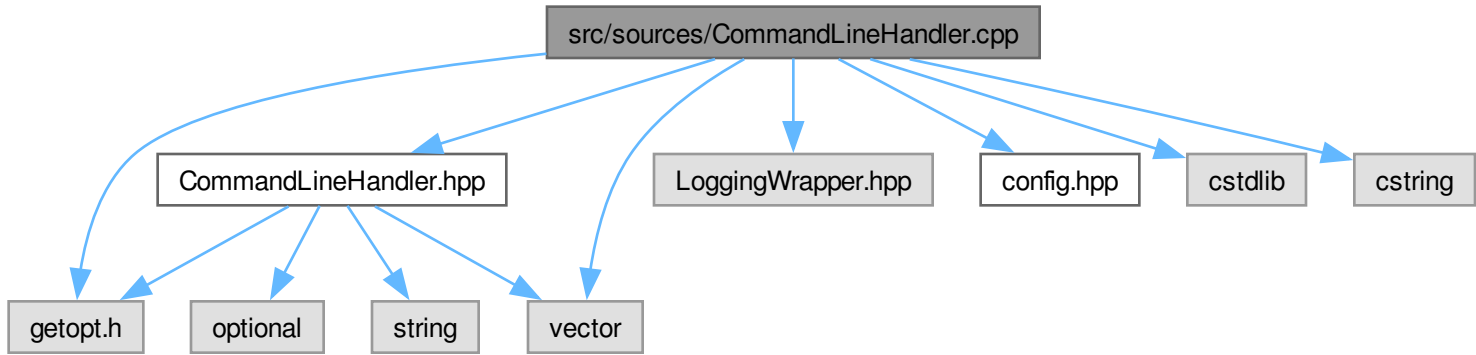 src/sources/CommandLineHandler.cpp
CommandLineHandler.hpp
LoggingWrapper.hpp
config.hpp
cstdlib
cstring
getopt.h
optional
string
vector